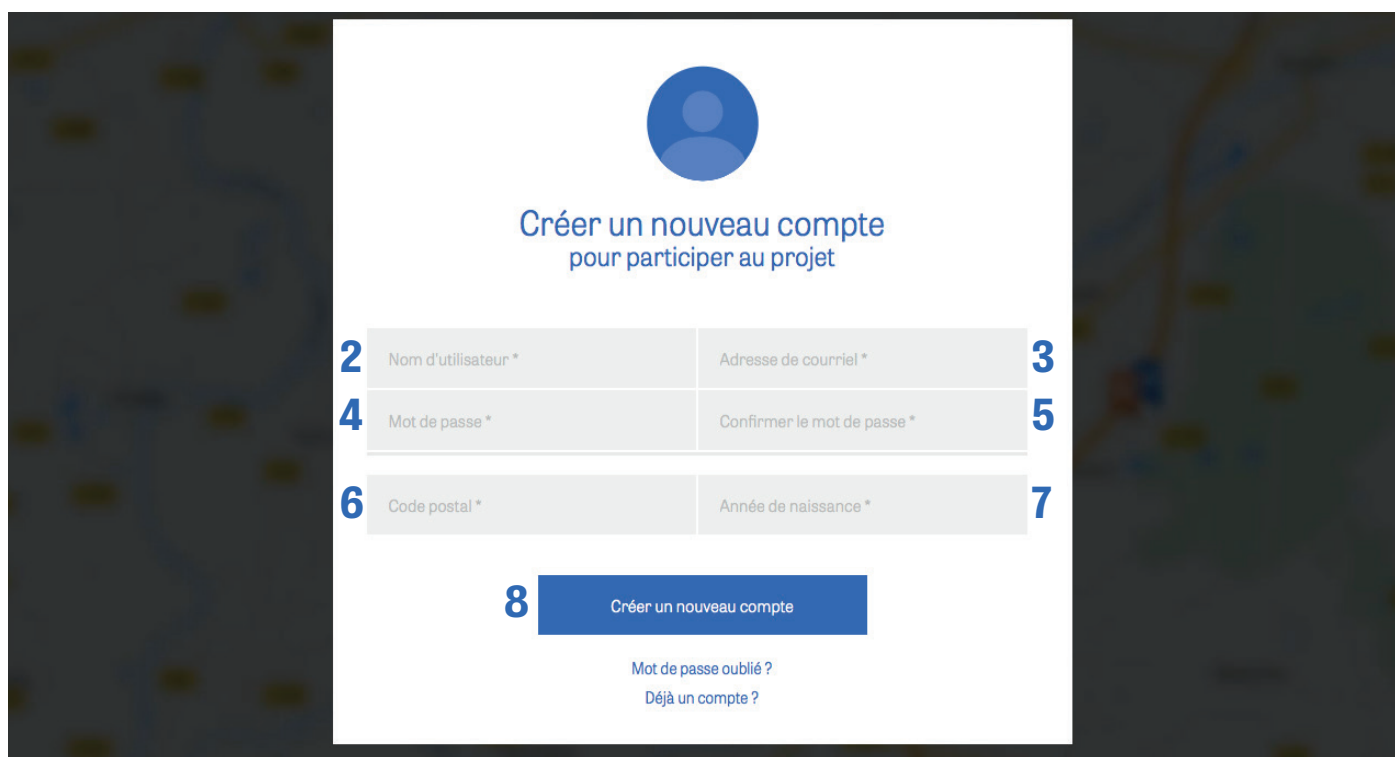 Créer un nouveau compte
pour participer au projet
2 Nom d'utilisateur * Adresse de courriel * 3
4 Mot de passe * Confirmer le mot de passe * 5
6 Code postal * Année de naissance * 7
8 Créer un nouveau compte
Mot de passe oublié ?
Déjà un compte ?